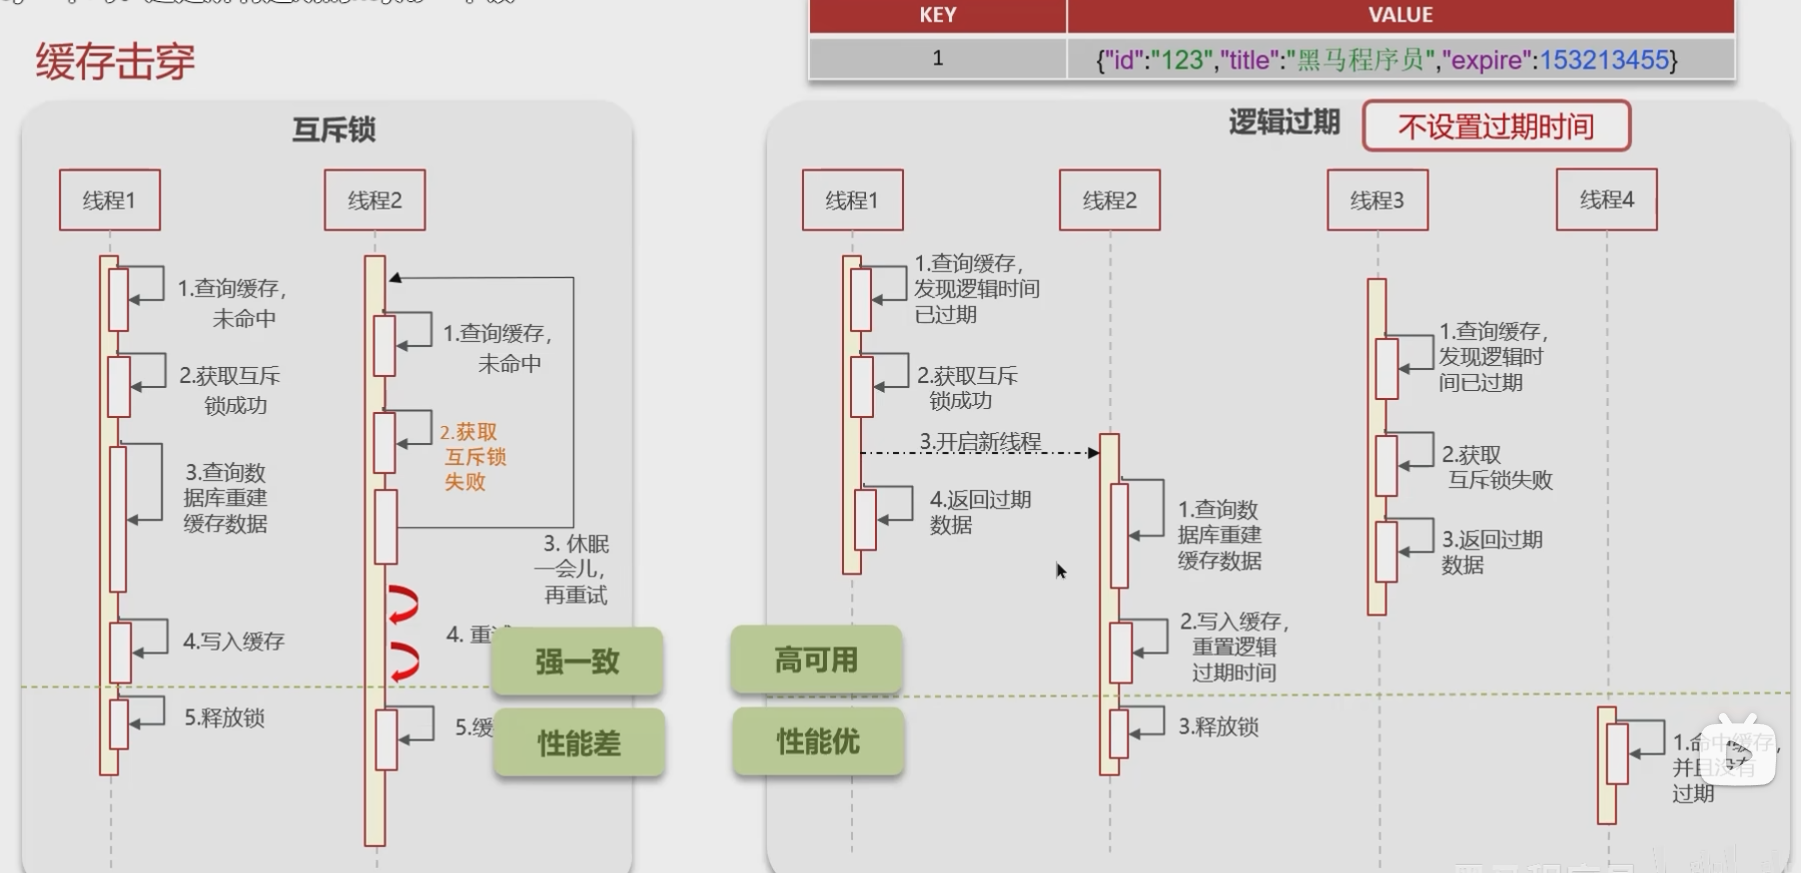 KEY
VALUE
1
{"id":"123","title":"黑马程序员","expire":153213455}
缓存击穿
互斥锁
线程1
线程2
1.查询缓存,
未命中
2.获取互斥
锁成功
3.查询数
据库重建
缓存数据
4.写入缓存
5.释放锁
1.查询缓存,
未命中
2.获取
互斥锁
失败
3. 休眠
一会儿,
再重试
4. 重
5.缓
强一致
性能差
逻辑过期
不设置过期时间
线程1
线程2
线程3
线程4
1.查询缓存,
发现逻辑时间
已过期
2.获取互斥
锁成功
3.开启新线程
4.返回过期
数据
1.查询数
据库重建
缓存数据
2.写入缓存,
重置逻辑
过期时间
3.释放锁
1.查询缓存,
发现逻辑时
间已过期
2.获取
互斥锁失败
3.返回过期
数据
1.命中缓存,
并且没有
过期
高可用
性能优